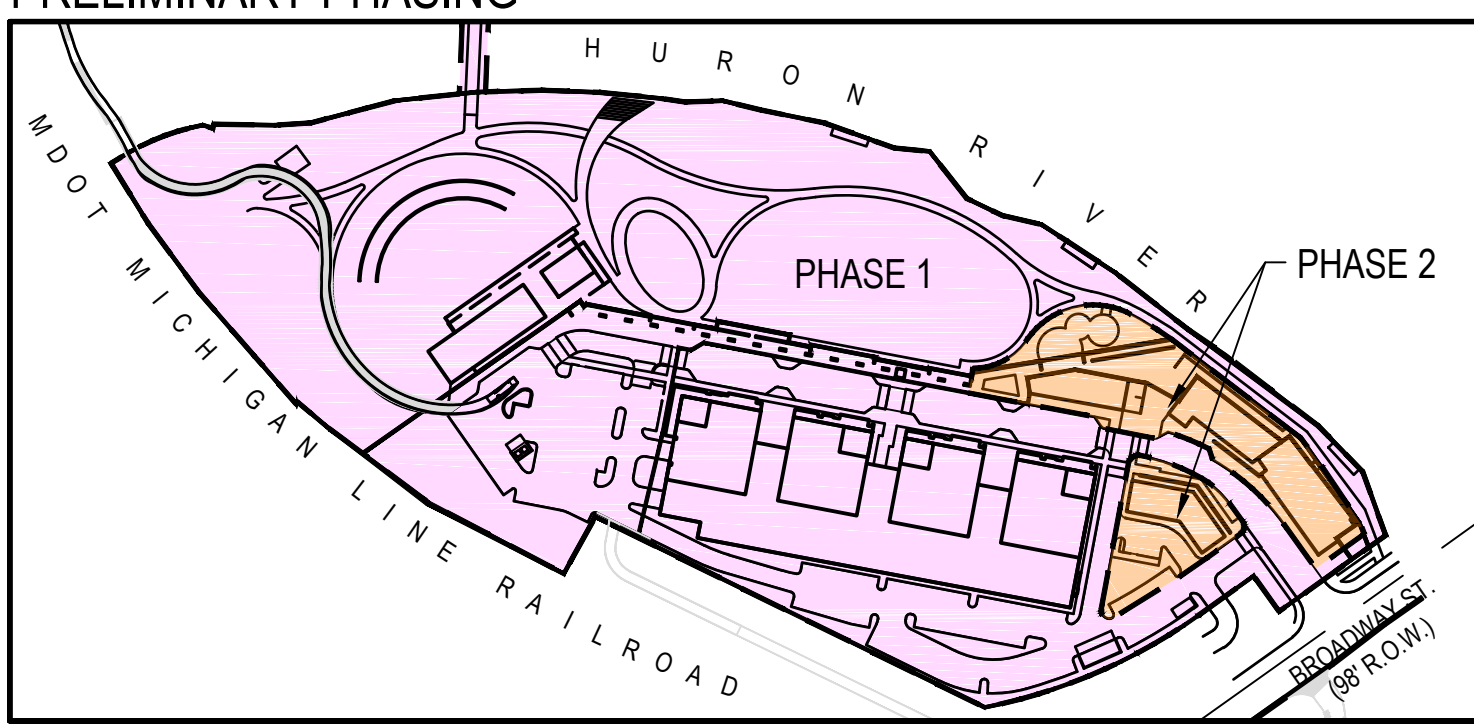 PRELIMINARY PHASING
HURON RIVER
MDOT MICHIGAN LINE RAILROAD
PHASE 1
PHASE 2
BROADWAY ST.
(98' R.O.W.)